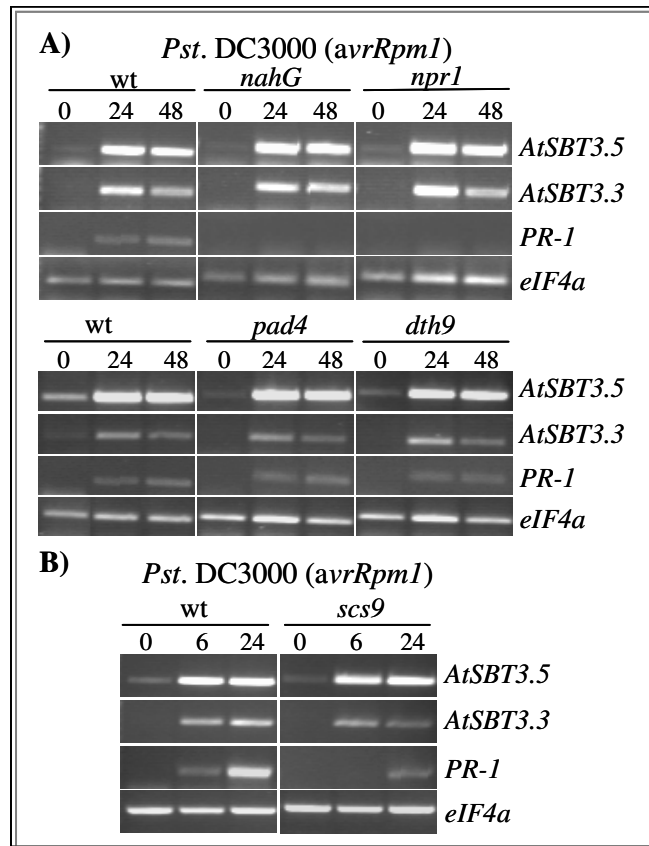 A)
Pst. DC3000 (avrRpm1)
wt nahG npr1
0 24 48 0 24 48 0 24 48
AtSBT3.5
AtSBT3.3
PR-1
eIF4a
wt pad4 dth9
0 24 48 0 24 48 0 24 48
AtSBT3.5
AtSBT3.3
PR-1
eIF4a
B)
Pst. DC3000 (avrRpm1)
wt scs9
0 6 24 0 6 24
AtSBT3.5
AtSBT3.3
PR-1
eIF4a